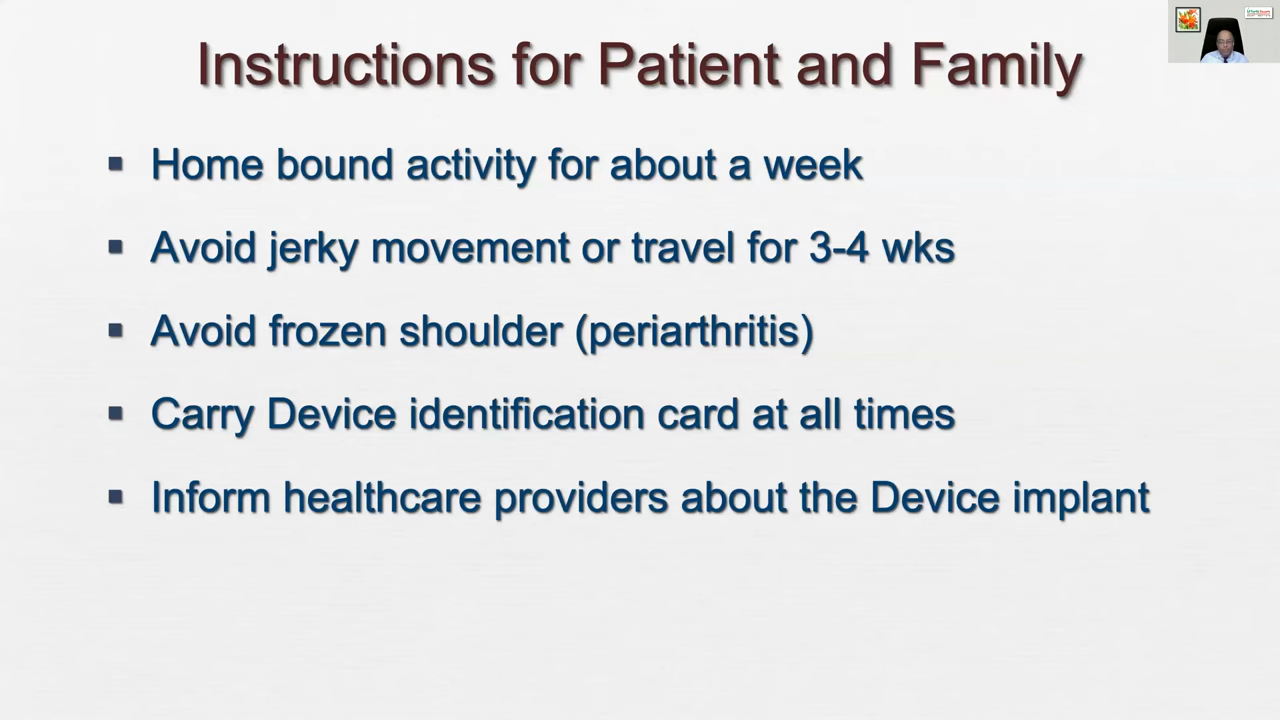 Instructions for Patient and Family
Home bound activity for about a week
Avoid jerky movement or travel for 3-4 wks
Avoid frozen shoulder (periarthritis)
Carry Device identification card at all times
Inform healthcare providers about the Device implant